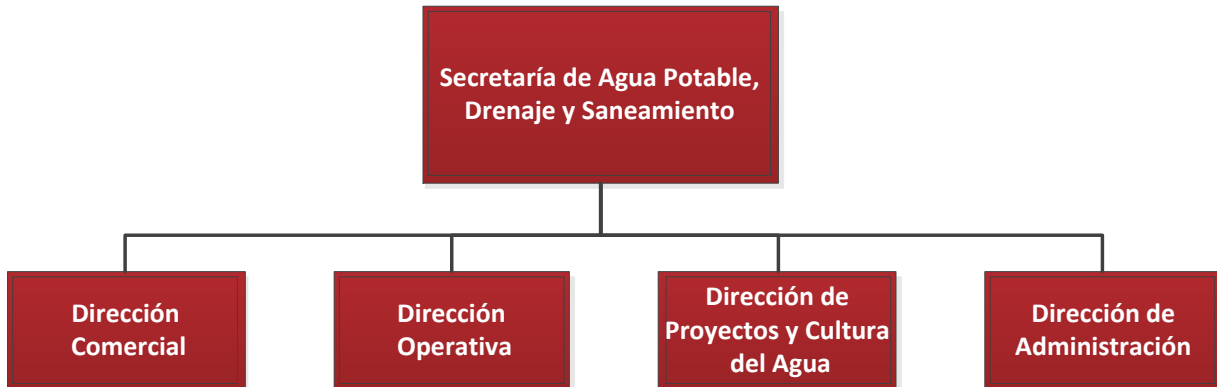 Secretaría de Agua Potable,
Drenaje y Saneamiento
Dirección
Comercial
Dirección
Operativa
Dirección de
Proyectos y Cultura
del Agua
Dirección de
Administración